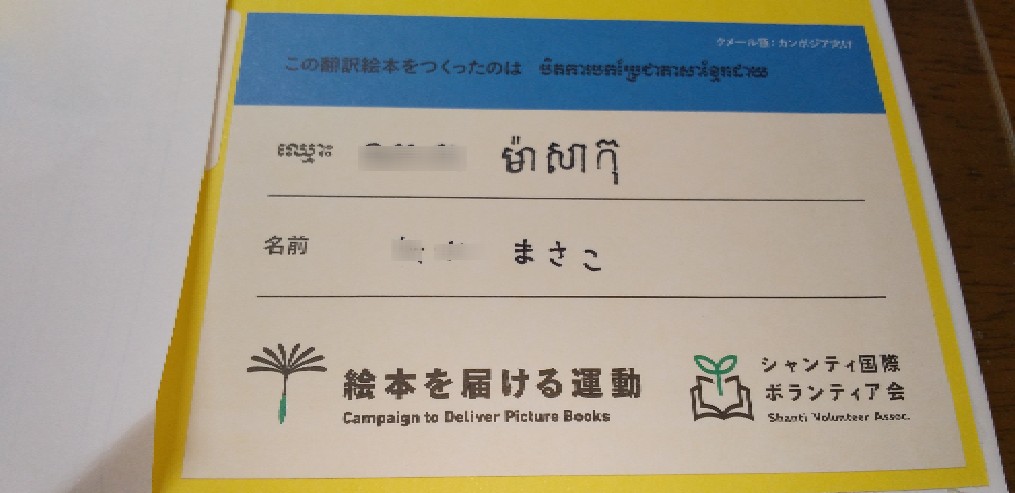 クメール語：カンボジア文AI
この翻訳絵本をつくったのは
ឈ្មោះ ម៉ាសាកុ
名前 まさこ
絵本を届ける運動
Campaign to Deliver Picture Books
シャンティ国際
ボランティア会
Shanti Volunteer Assoc.